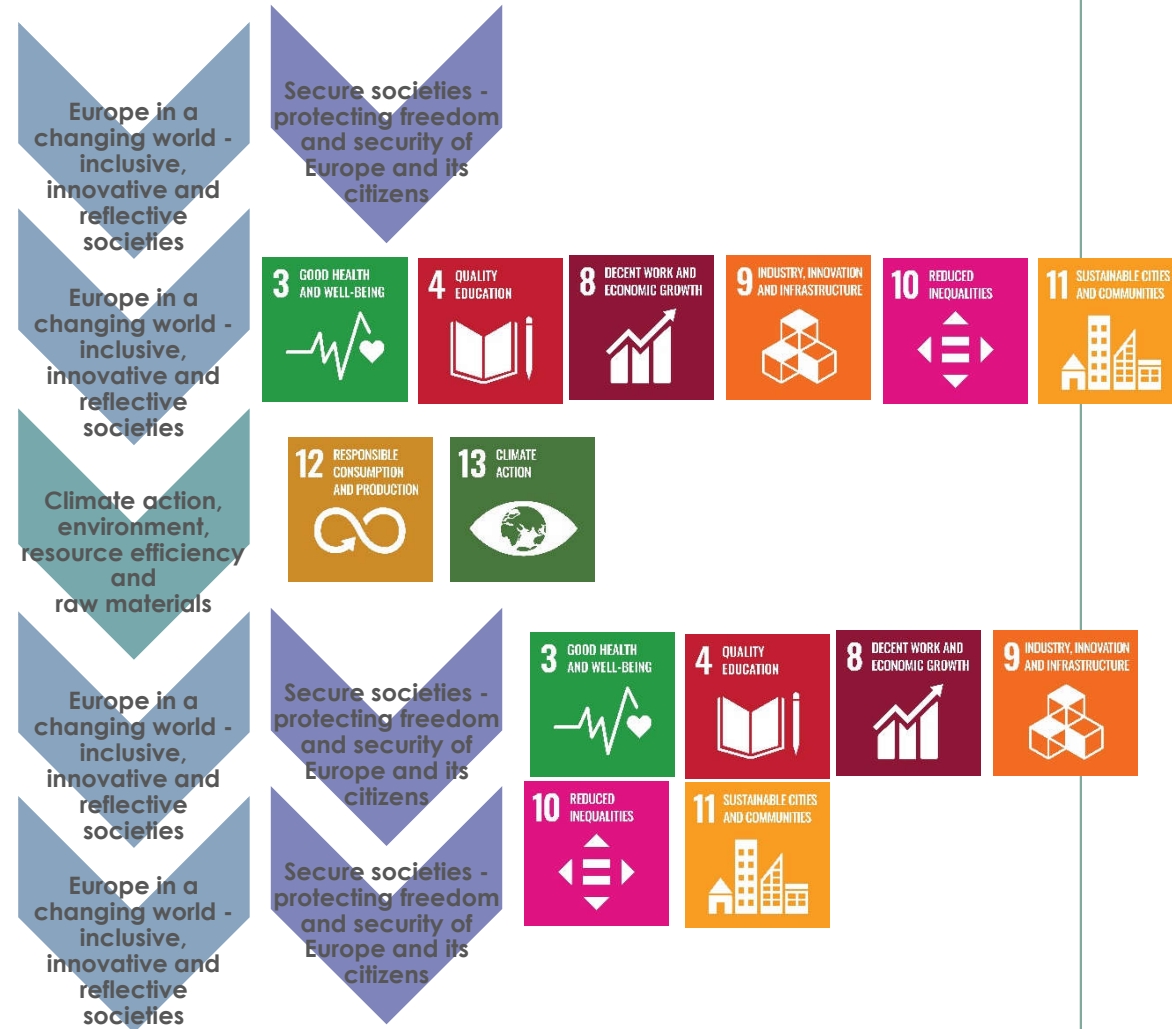 Europe in a
changing world -
inclusive,
innovative and
reflective
societies
Secure societies -
protecting freedom
and security of
Europe and its
citizens
Europe in a
changing world -
inclusive,
innovative and
reflective
societies
3 GOOD HEALTH
AND WELL-BEING
4 QUALITY
EDUCATION
8 DECENT WORK AND
ECONOMIC GROWTH
9 INDUSTRY, INNOVATION
AND INFRASTRUCTURE
10 REDUCED
INEQUALITIES
11 SUSTAINABLE CITIES
AND COMMUNITIES
Climate action,
environment,
resource efficiency
and
raw materials
12 RESPONSIBLE
CONSUMPTION
AND PRODUCTION
13 CLIMATE
ACTION
Europe in a
changing world -
inclusive,
innovative and
reflective
societies
Secure societies -
protecting freedom
and security of
Europe and its
citizens
3 GOOD HEALTH
AND WELL-BEING
4 QUALITY
EDUCATION
8 DECENT WORK AND
ECONOMIC GROWTH
9 INDUSTRY, INNOVATION
AND INFRASTRUCTURE
10 REDUCED
INEQUALITIES
11 SUSTAINABLE CITIES
AND COMMUNITIES
Europe in a
changing world -
inclusive,
innovative and
reflective
societies
Secure societies -
protecting freedom
and security of
Europe and its
citizens